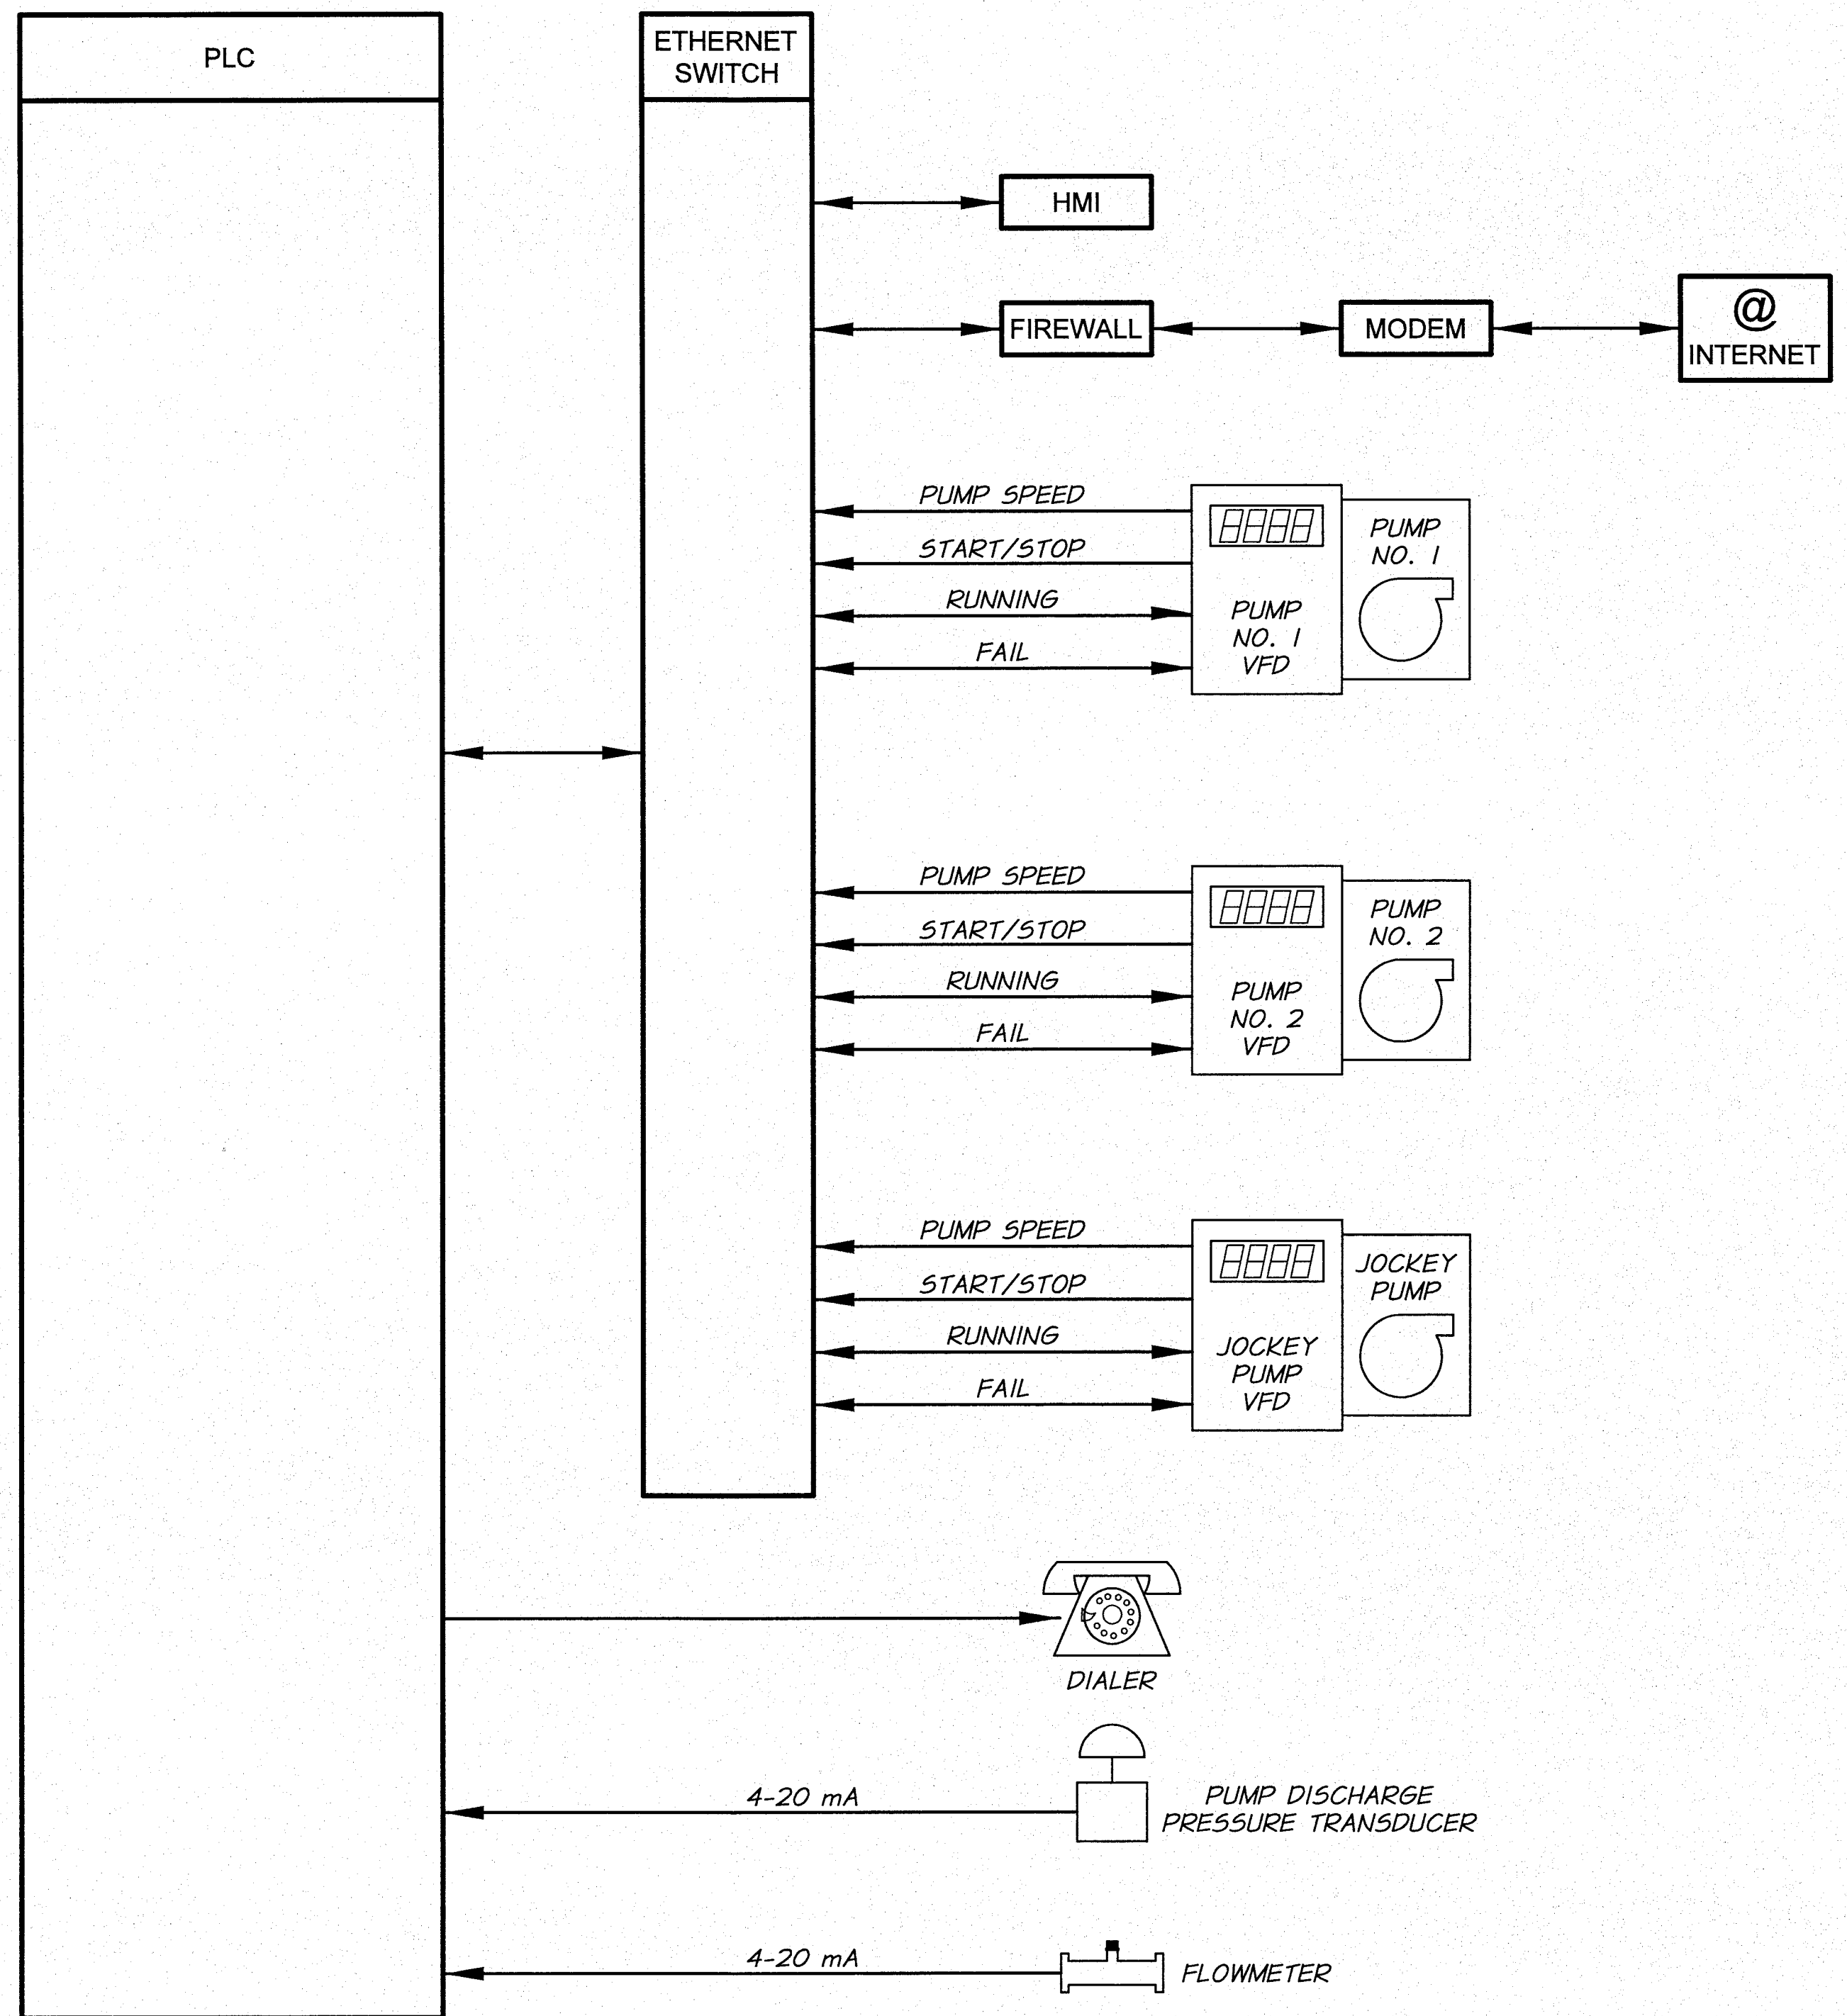 PLC
ETHERNET
SWITCH
HMI
FIREWALL
MODEM
@
INTERNET
PUMP SPEED
START/STOP
RUNNING
FAIL
PUMP
NO. 1
VFD
PUMP
NO. 1
PUMP SPEED
START/STOP
RUNNING
FAIL
PUMP
NO. 2
VFD
PUMP
NO. 2
PUMP SPEED
START/STOP
RUNNING
FAIL
JOCKEY
PUMP
VFD
JOCKEY
PUMP
DIALER
4-20 mA
PUMP DISCHARGE
PRESSURE TRANSDUCER
4-20 mA
FLOWMETER